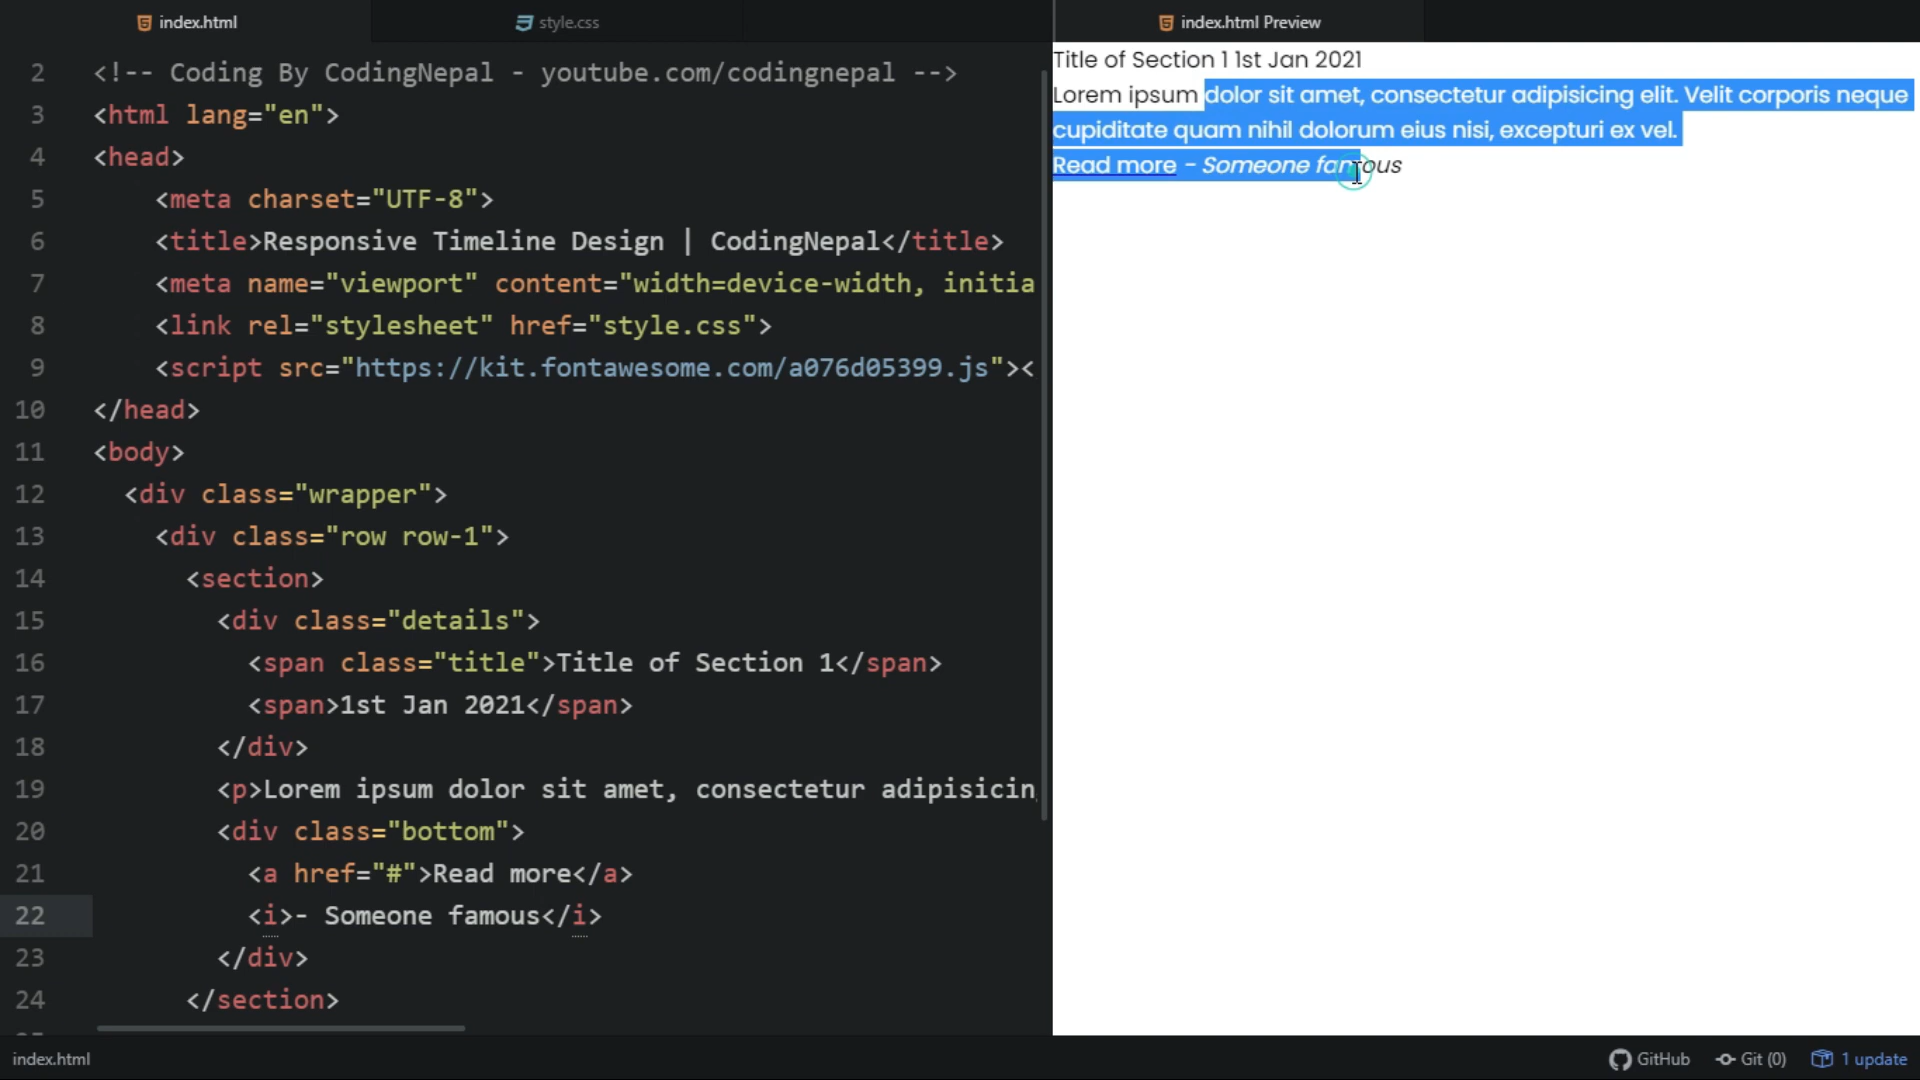 index.html
style.css
index.html Preview
2 <!-- Coding By CodingNepal - youtube.com/codingnepal -->
3 <html lang="en">
4 <head>
5 <meta charset="UTF-8">
6 <title>Responsive Timeline Design | CodingNepal</title>
7 <meta name="viewport" content="width=device-width, initia
8 <link rel="stylesheet" href="style.css">
9 <script src="https://kit.fontawesome.com/a076d05399.js"><
10 </head>
11 <body>
12 <div class="wrapper">
13 <div class="row row-1">
14 <section>
15 <div class="details">
16 <span class="title">Title of Section 1</span>
17 <span>1st Jan 2021</span>
18 </div>
19 <p>Lorem ipsum dolor sit amet, consectetur adipisicin
20 <div class="bottom">
21 <a href="#">Read more</a>
22 <i>- Someone famous</i>
23 </div>
24 </section>
Title of Section 1 1st Jan 2021
Lorem ipsum dolor sit amet, consectetur adipisicing elit. Velit corporis neque
cupiditate quam nihil dolorum eius nisi, excepturi ex vel.
Read more - Someone famous
index.html
GitHub
Git (0)
1 update